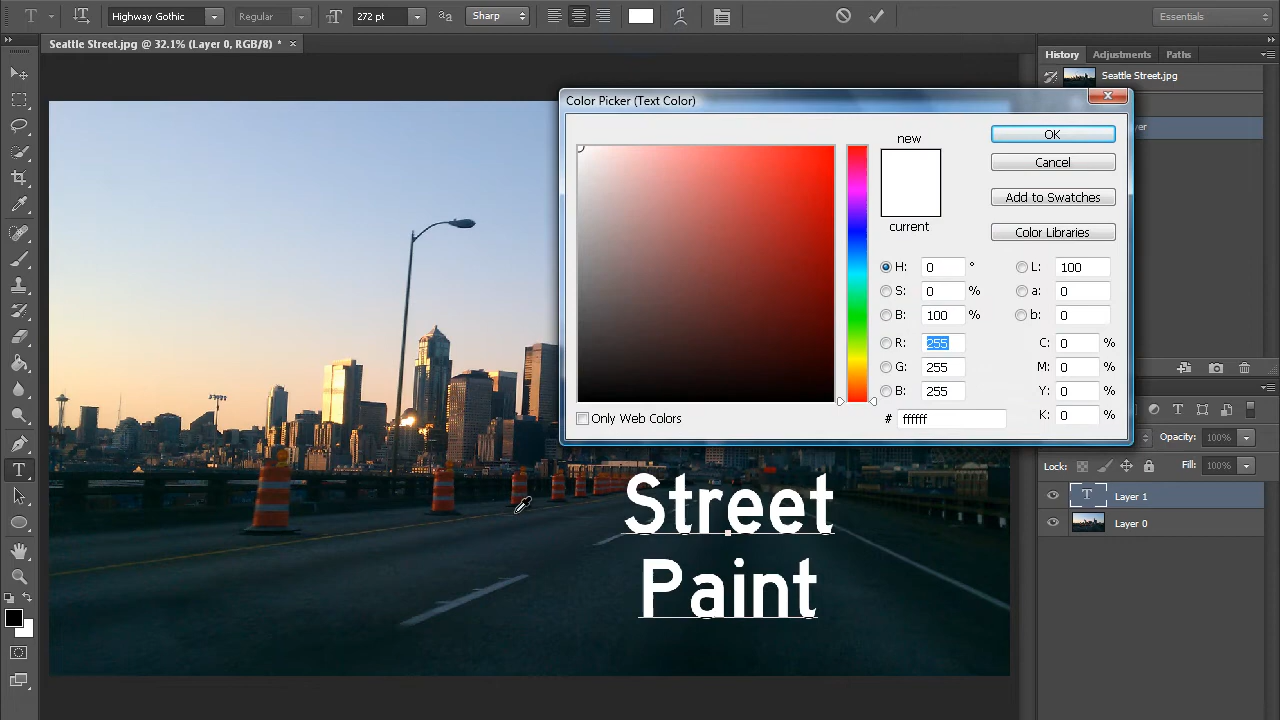 T Highway Gothic Regular T 272 pt aa Sharp Essentials
Seattle Street.jpg @ 32.1% (Layer 0, RGB/8) * ×
History Adjustments Paths
Seattle Street.jpg
yer
Color Picker (Text Color)
new
current
OK
Cancel
Add to Swatches
Color Libraries
H: 0 ° L: 100
S: 0 % a: 0
B: 100 % b: 0
R: 255 C: 0 %
G: 255 M: 0 %
B: 255 Y: 0 %
# ffffff K: 0 %
Only Web Colors
Opacity: 100%
Lock: Fill: 100%
T Layer 1
Layer 0
Street
Paint